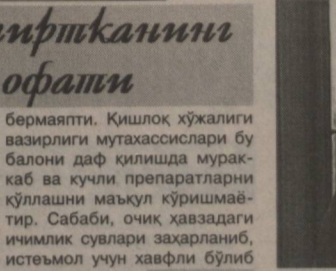 гиртканинг
офати
бермаяпти. Қишлоқ хўжалиги
вазирлиги мутахассислари бу
балони даф қилишда мурак-
каб ва кучли препаратларни
қўллашни маъқул кўришмаё-
тир. Сабаби, очиқ ҳавзадаги
ичимлик сувлари заҳарланиб,
истеъмол учун хавфли бўлиб